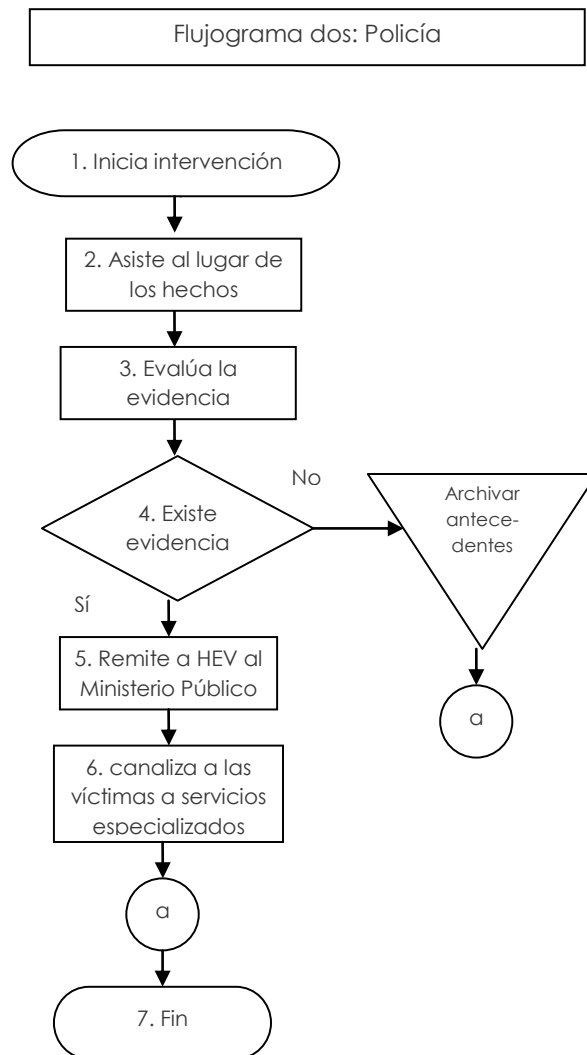 Flujograma dos: Policía
1. Inicia intervención
2. Asiste al lugar de
los hechos
3. Evalúa la
evidencia
No
4. Existe
evidencia
Archivar
antece-
dentes
Sí
5. Remite a HEV al
Ministerio Público
a
6. canaliza a las
víctimas a servicios
especializados
a
7. Fin